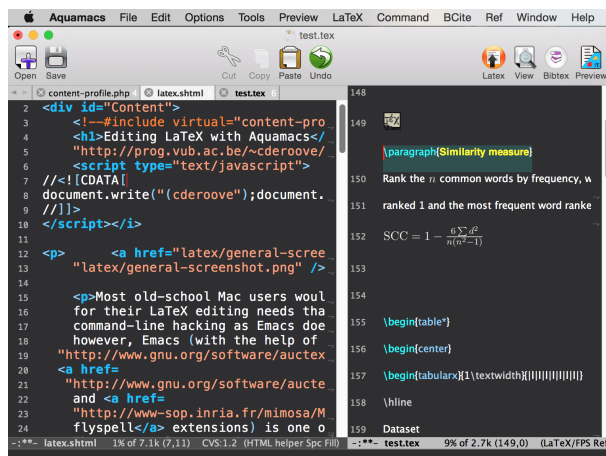 Aquamacs File Edit Options Tools Preview LaTeX Command BCite Ref Window Help
test.tex
Open Save Cut Copy Paste Undo Latex View Bibtex Preview
content-profile.php 4 latex.shtml test.tex 6
2 <div id="Content">
3 <!--#include virtual="content-pro
4 <h1>Editing LaTeX with Aquamacs</
5 "http://prog.vub.ac.be/~cderoove/
6 <script type="text/javascript">
7 //<![CDATA[
8 document.write("(cderoove");document.
9 //]]>
10 </script></i>
11
12 <p> <a href="latex/general-scree
13 "latex/general-screenshot.png" />
14
15 <p>Most old-school Mac users woul
16 for their LaTeX editing needs tha
17 command-line hacking as Emacs doe
18 however, Emacs (with the help of
19 "http://www.gnu.org/software/auctex
20 <a href=
21 "http://www.gnu.org/software/aucte
22 and <a href=
23 "http://www-sop.inria.fr/mimosa/M
24 flyspell</a> extensions) is one o
-:**- latex.shtml 1% of 7.1k (7,11) CVS:1.2 (HTML helper Spc Fill)
148
149
\paragraph{Similarity measure}
150 Rank the n common words by frequency, w
151 ranked 1 and the most frequent word ranke
152 SCC = 1 − 6∑d²/n(n²−1)
153
154
155 \begin{table*}
156 \begin{center}
157 \begin{tabularx}{1\textwidth}{|l|l|l|l|l|l|l|l|}
158 \hline
159 Dataset
-:**- test.tex 9% of 2.7k (149,0) (LaTeX/FPS Ref